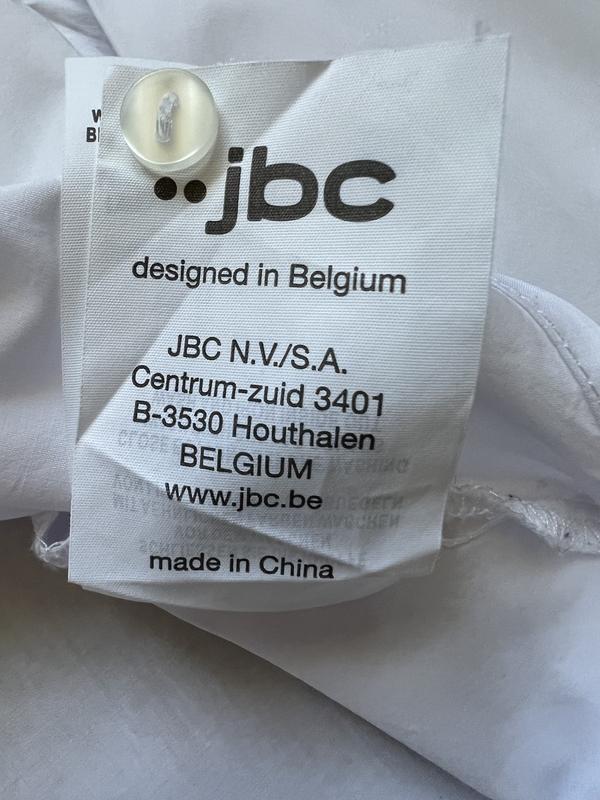 jbc
designed in Belgium
JBC N.V./S.A.
Centrum-zuid 3401
B-3530 Houthalen
BELGIUM
www.jbc.be
made in China